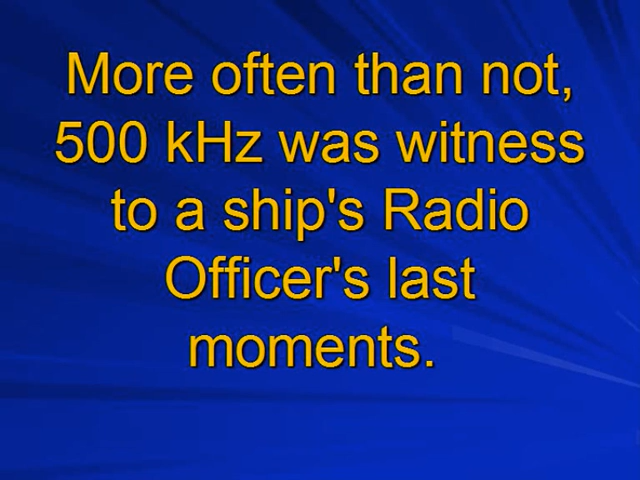 More often than not,
500 kHz was witness
to a ship's Radio
Officer's last
moments.